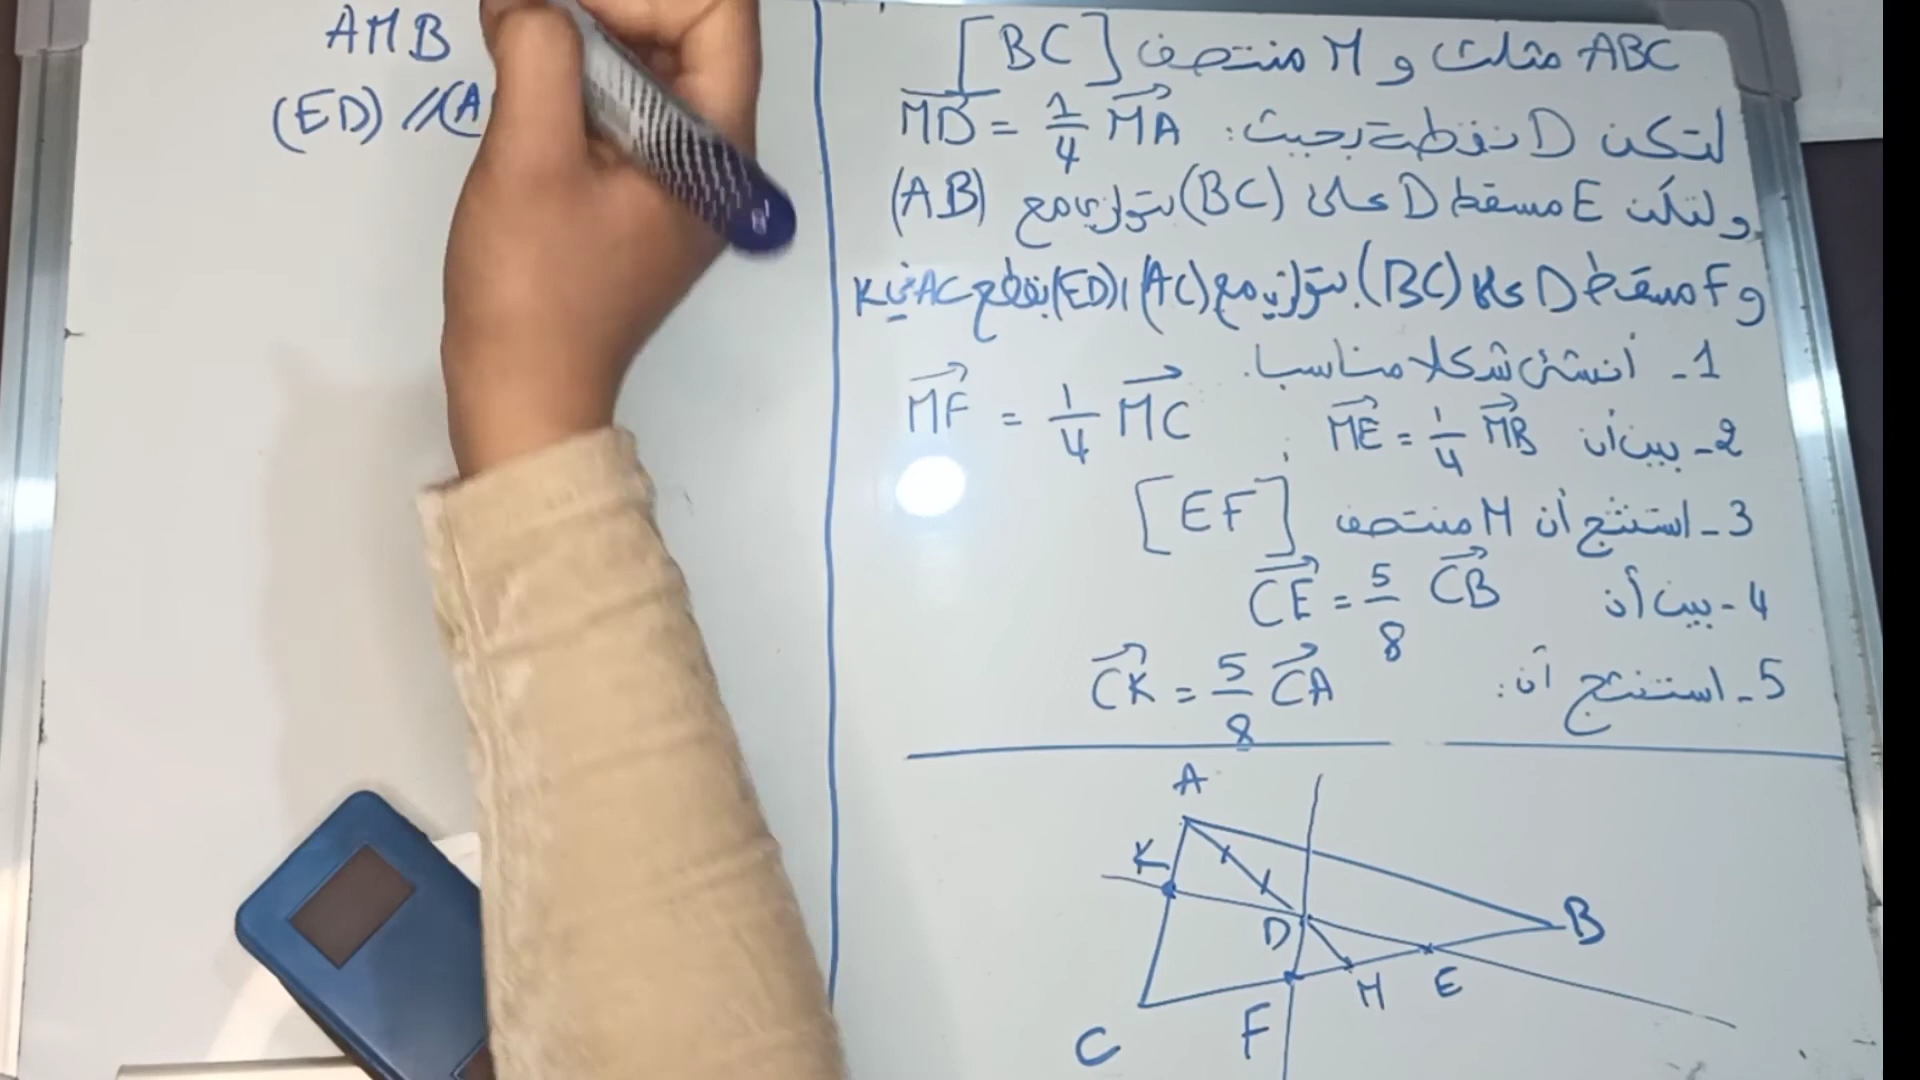 ABC مثلث و M منتصف [BC]
لتكن D نقطة بحيث: MD = 1/4 MA
ولتكن E مسقط D على (BC) بتوازي مع (AB)
و F مسقط D على (BC) بتوازي مع (AC) ، (ED) يقطع AC في K
1 - أنشئ شكلا مناسبا.
2 - بين أن ME = 1/4 MB ; MF = 1/4 MC
3 - استنتج أن M منتصف [EF]
4 - بين أن CE = 5/8 CB
5 - استنتج أن: CK = 5/8 CA
AMB
(ED) // (A
A
K
D
B
M
E
F
C